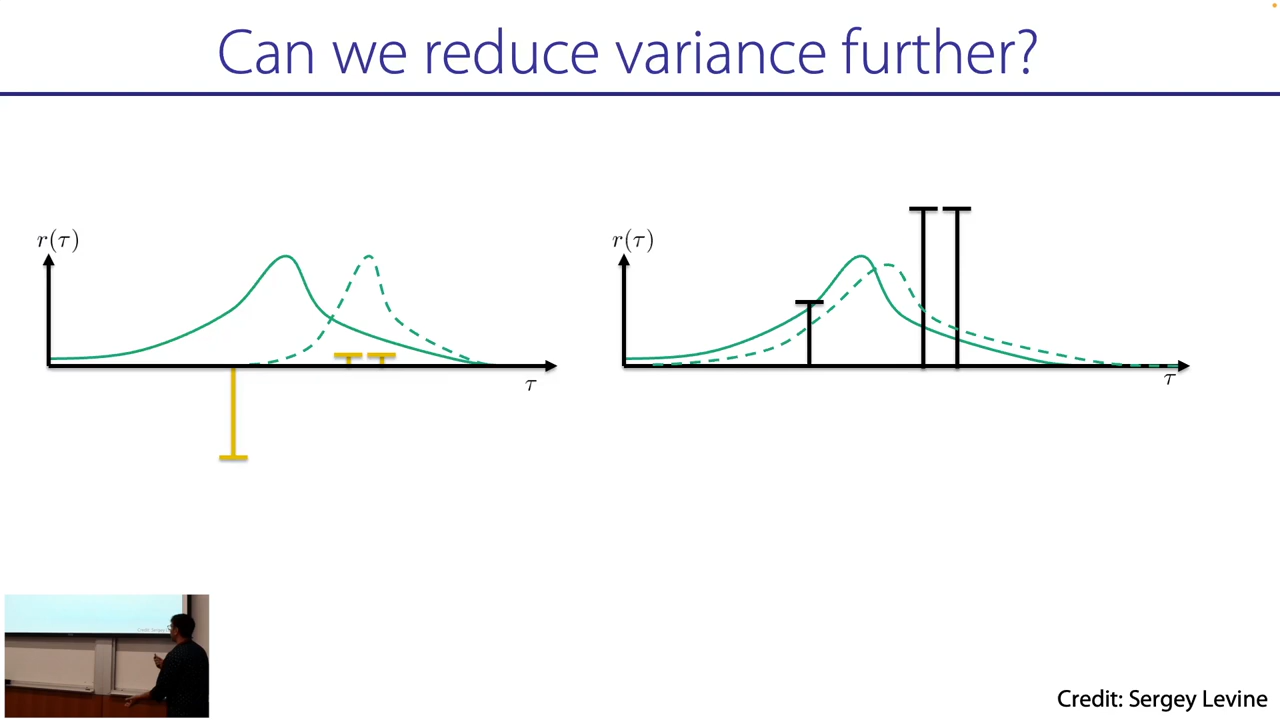 Can we reduce variance further?
r(τ)
τ
r(τ)
τ
Credit: Sergey Levine